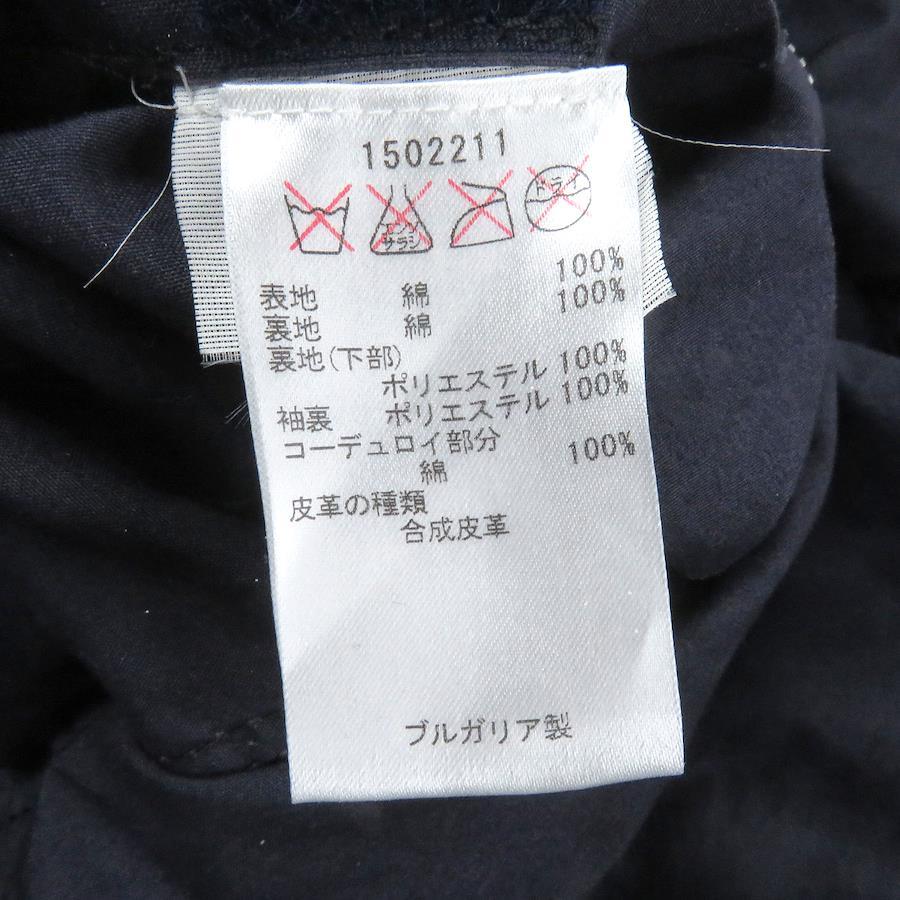 1502211
エンソ
サラシ
ドライ
表地 綿 100%
裏地 綿 100%
裏地(下部)
ポリエステル 100%
袖裏 ポリエステル 100%
コーデュロイ部分
綿 100%
皮革の種類
合成皮革
ブルガリア製